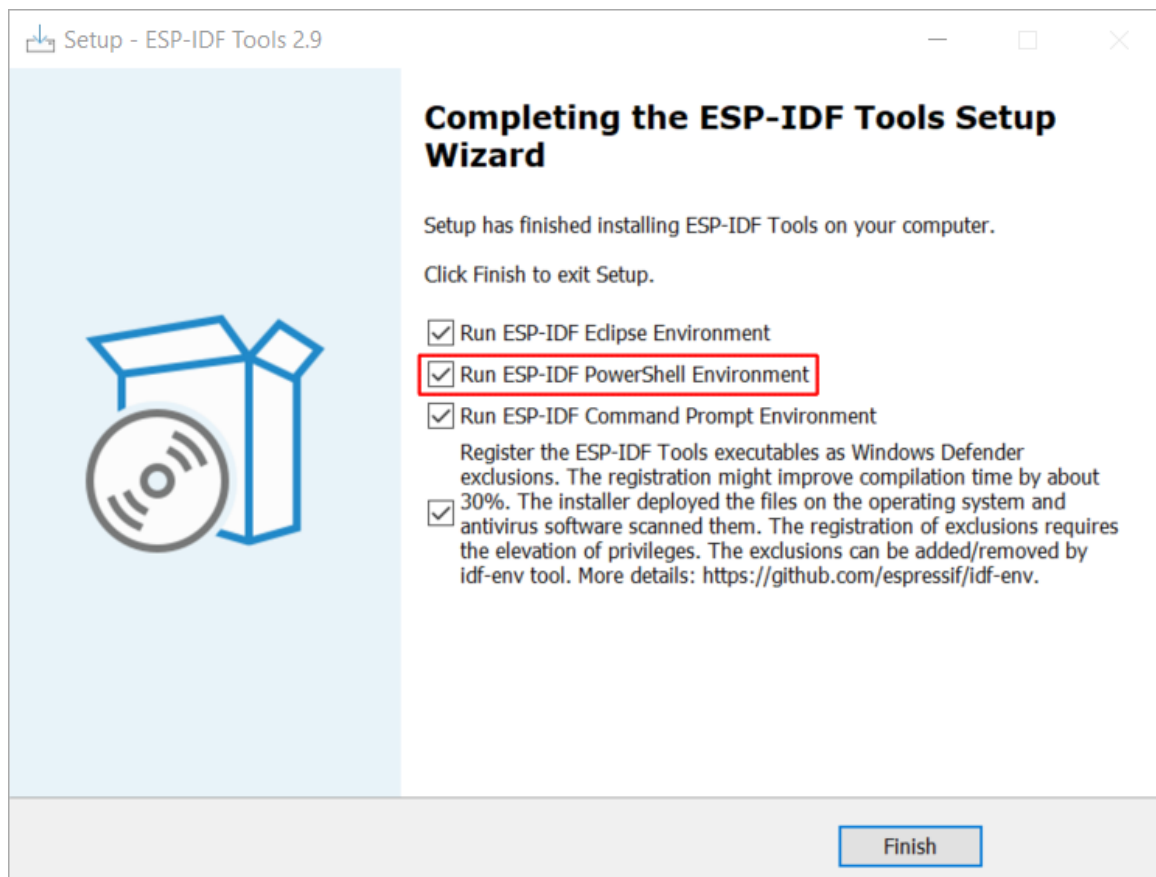 Setup - ESP-IDF Tools 2.9
Completing the ESP-IDF Tools Setup
Wizard
Setup has finished installing ESP-IDF Tools on your computer.
Click Finish to exit Setup.
Run ESP-IDF Eclipse Environment
Run ESP-IDF PowerShell Environment
Run ESP-IDF Command Prompt Environment
Register the ESP-IDF Tools executables as Windows Defender
exclusions. The registration might improve compilation time by about
30%. The installer deployed the files on the operating system and
antivirus software scanned them. The registration of exclusions requires
the elevation of privileges. The exclusions can be added/removed by
idf-env tool. More details: https://github.com/espressif/idf-env.
Finish